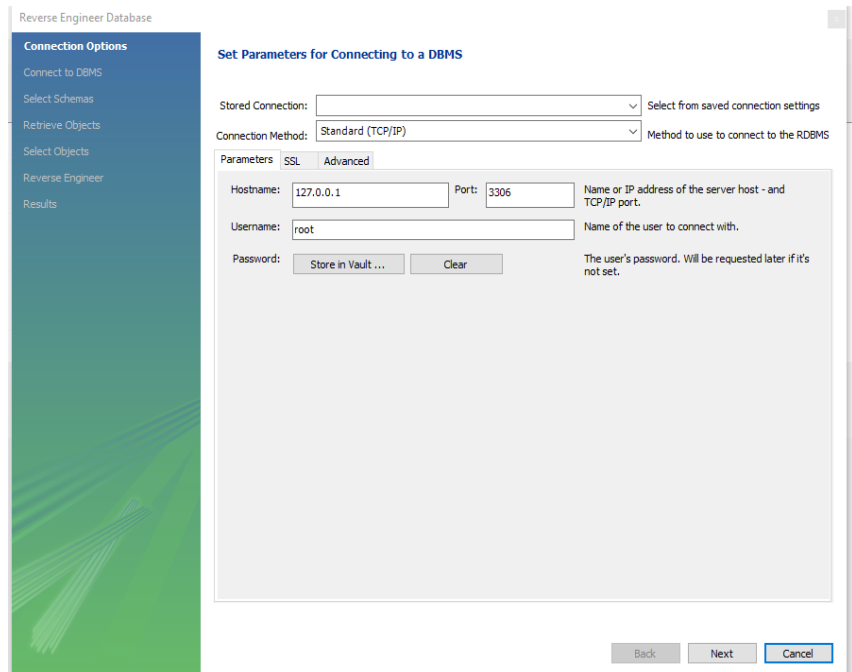 Reverse Engineer Database
x
Connection Options
Connect to DBMS
Select Schemas
Retrieve Objects
Select Objects
Reverse Engineer
Results
Set Parameters for Connecting to a DBMS
Stored Connection: Select from saved connection settings
Connection Method: Standard (TCP/IP) Method to use to connect to the RDBMS
Parameters SSL Advanced
Hostname: 127.0.0.1 Port: 3306 Name or IP address of the server host - and
TCP/IP port.
Username: root Name of the user to connect with.
Password: Store in Vault ... Clear The user's password. Will be requested later if it's
not set.
Back Next Cancel